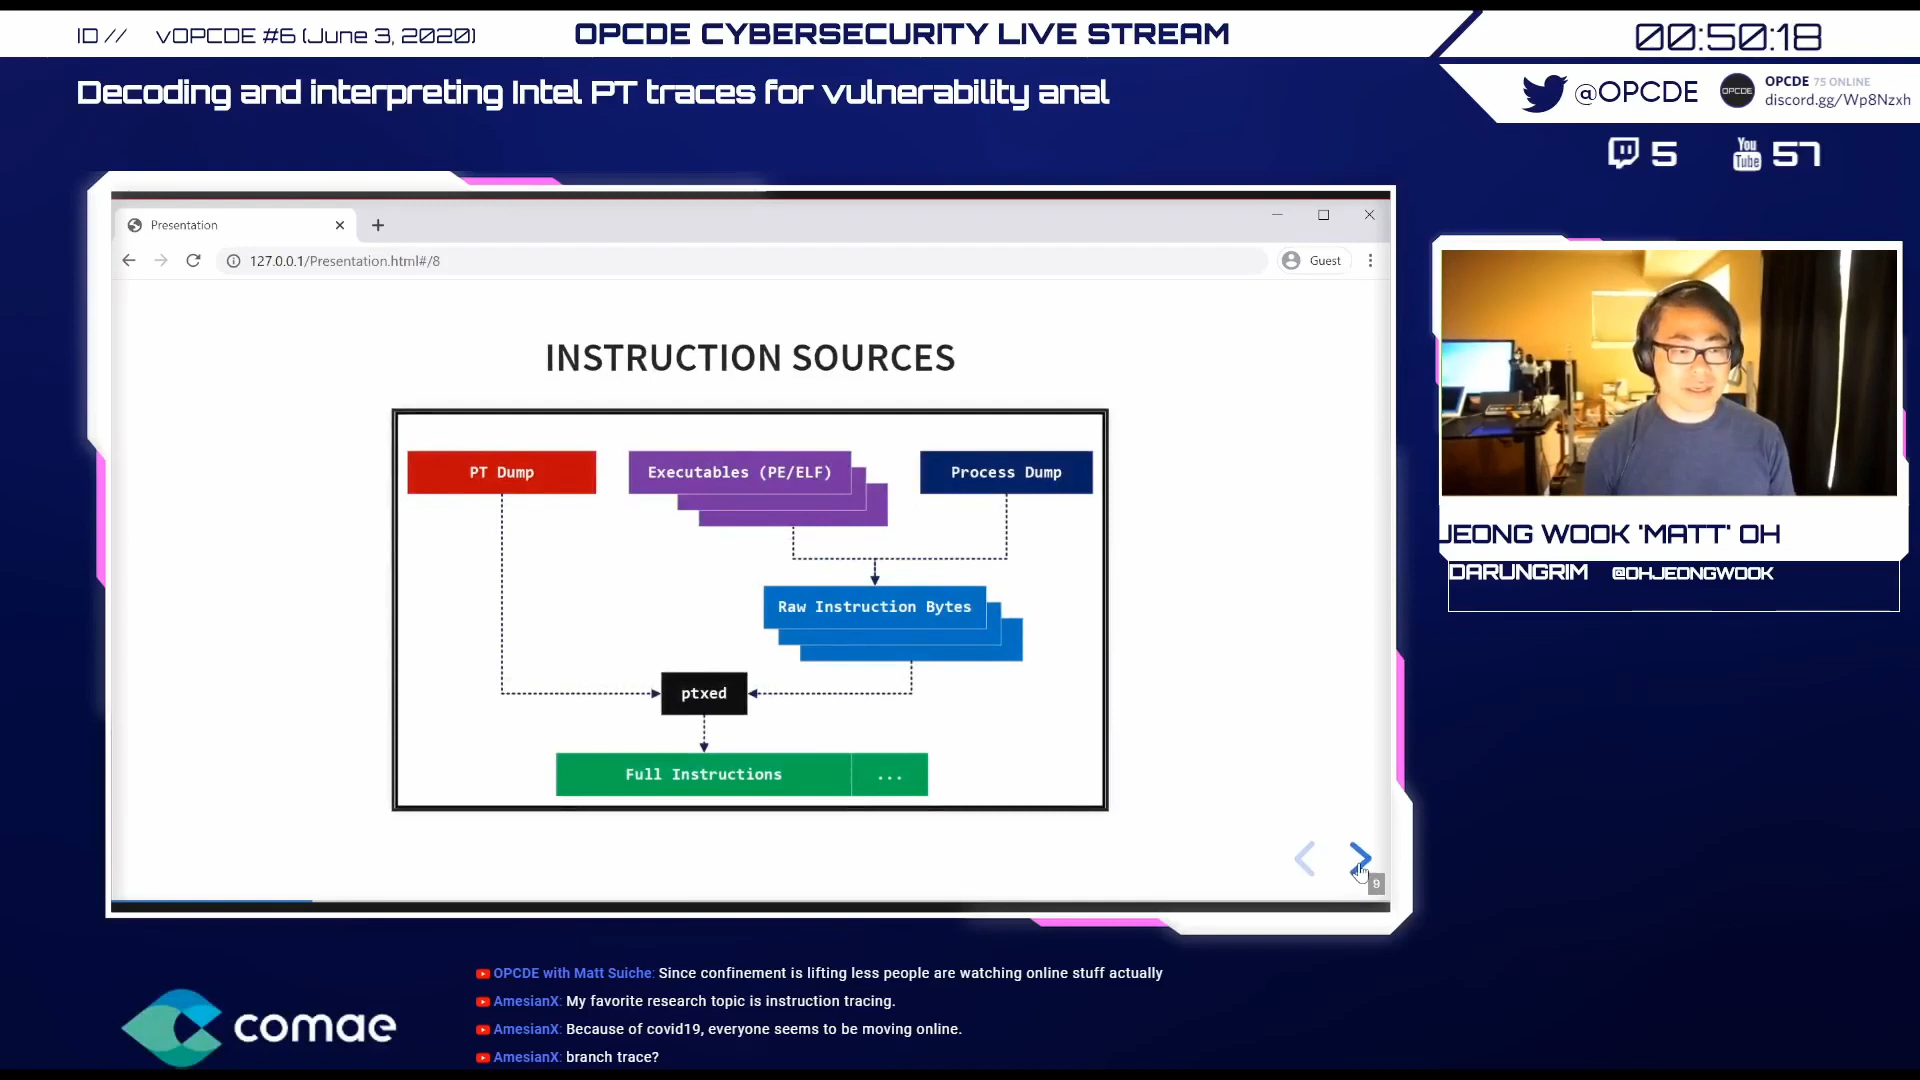 ID // vOPCDE #6 (June 3, 2020)
OPCDE CYBERSECURITY LIVE STREAM
00:50:18
Decoding and interpreting Intel PT traces for vulnerability anal
@OPCDE
OPCDE
OPCDE 75 ONLINE
discord.gg/Wp8Nzxh
5
You Tube 57
Presentation
127.0.0.1/Presentation.html#/8
Guest
INSTRUCTION SOURCES
PT Dump
Executables (PE/ELF)
Process Dump
Raw Instruction Bytes
ptxed
Full Instructions
...
9
JEONG WOOK 'MATT' OH
DARUNGRIM @OHJEONGWOOK
comae
OPCDE with Matt Suiche: Since confinement is lifting less people are watching online stuff actually
AmesianX: My favorite research topic is instruction tracing.
AmesianX: Because of covid19, everyone seems to be moving online.
AmesianX: branch trace?